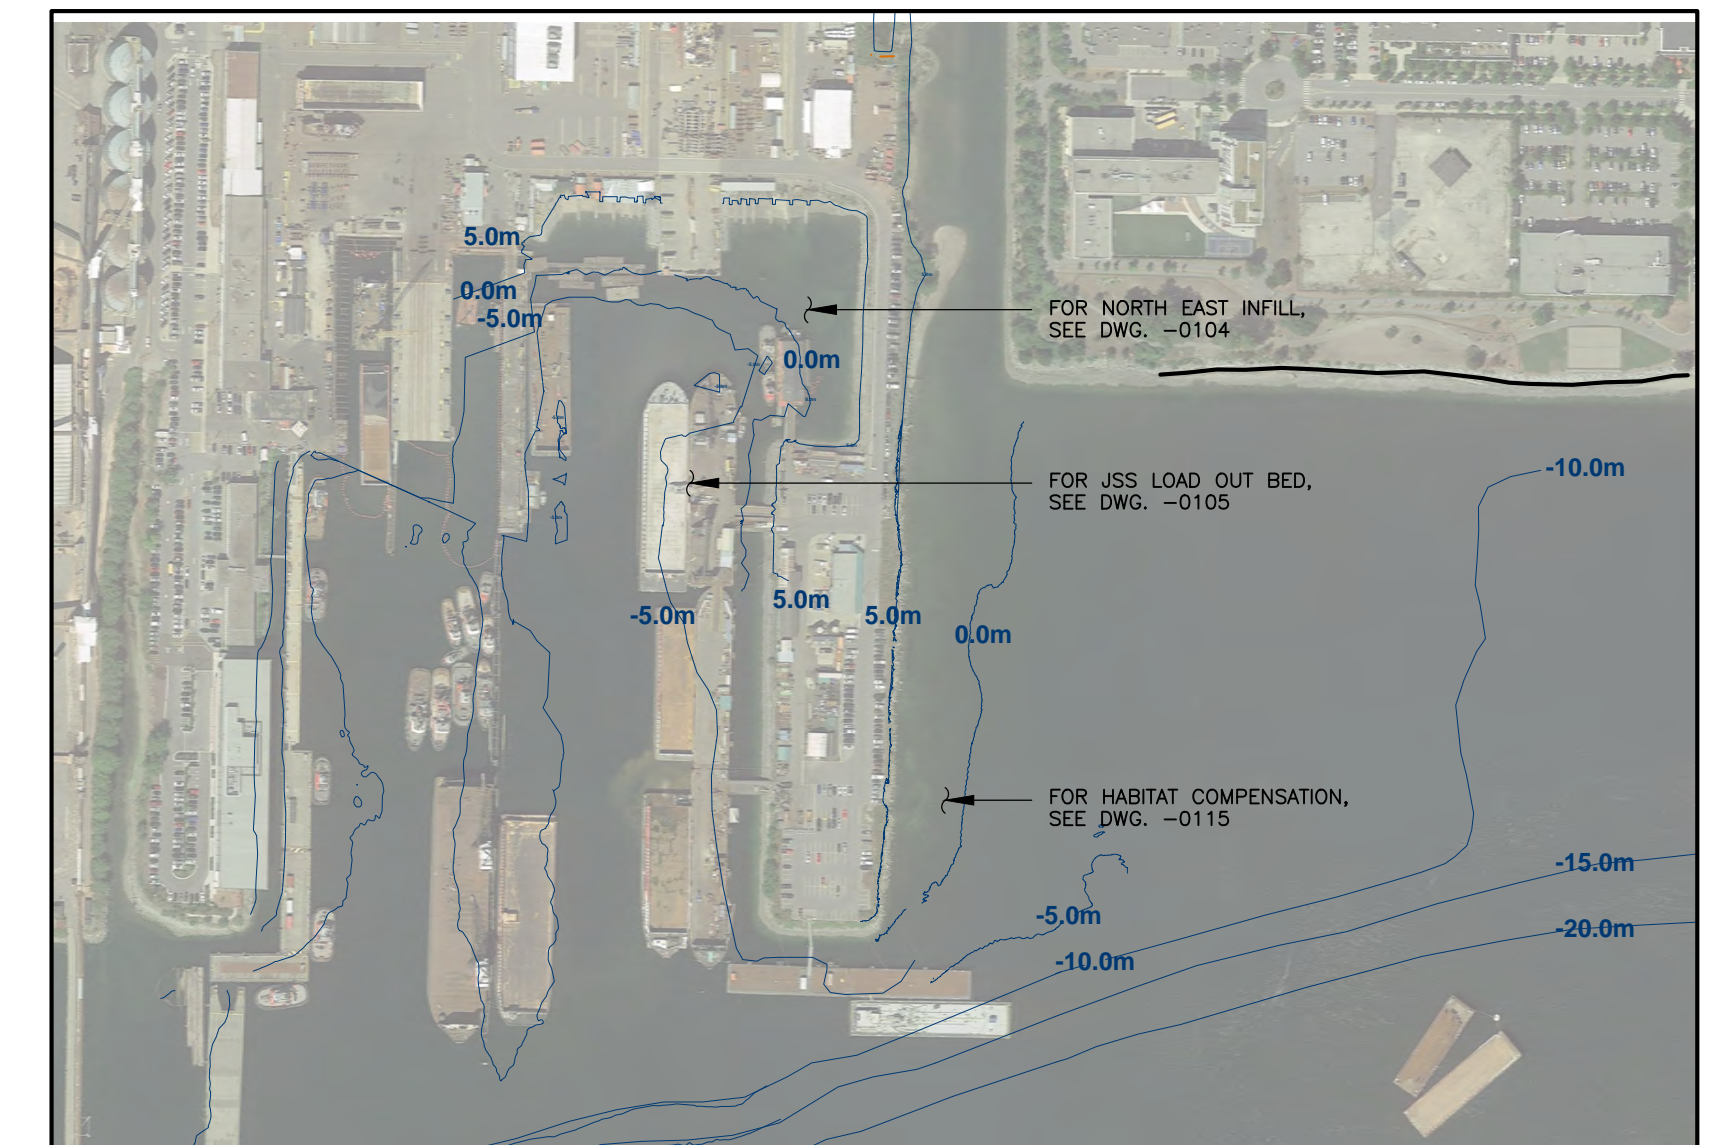 5.0m
0.0m
-5.0m
FOR NORTH EAST INFILL,
SEE DWG. -0104
0.0m
-10.0m
FOR JSS LOAD OUT BED,
SEE DWG. -0105
-5.0m
5.0m
5.0m
0.0m
FOR HABITAT COMPENSATION,
SEE DWG. -0115
-15.0m
-5.0m
-20.0m
-10.0m